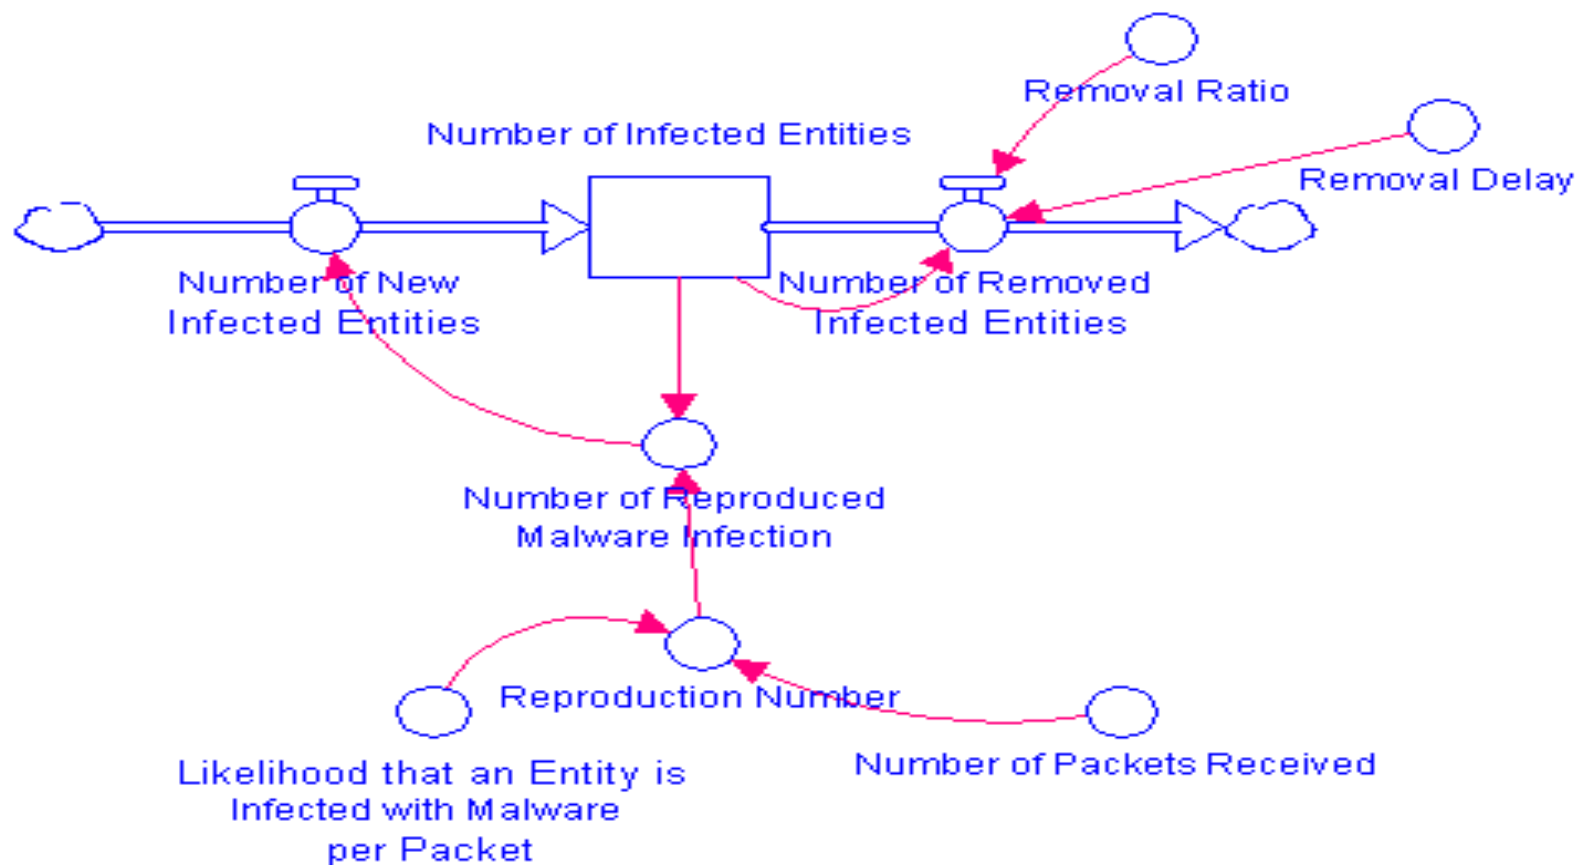 Removal Ratio
Number of Infected Entities
Removal Delay
Number of New
Infected Entities
Number of Removed
Infected Entities
Number of Reproduced
Malware Infection
Reproduction Number
Likelihood that an Entity is
Infected with Malware
per Packet
Number of Packets Received